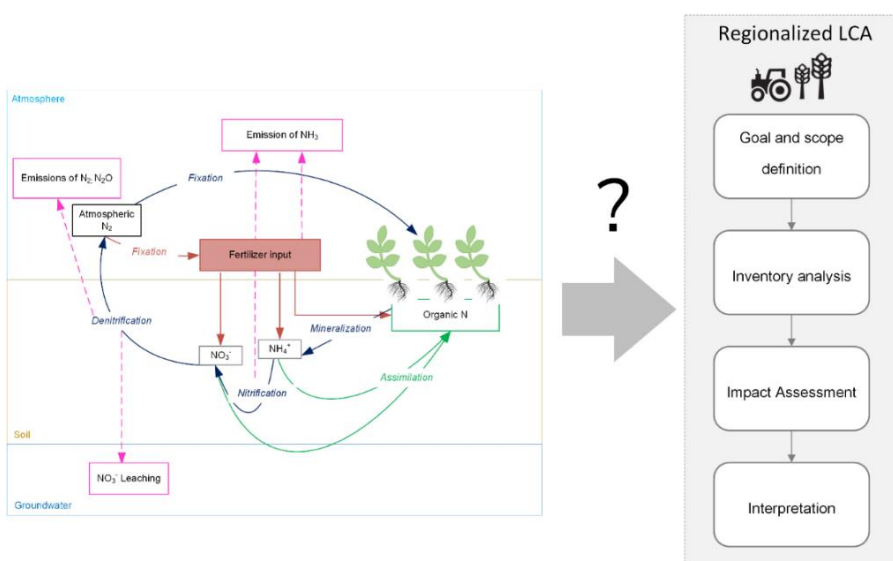 Atmosphere
Emission of NH₃
Emissions of N₂; N₂O
Fixation
Atmospheric
N₂
Fixation
Fertilizer input
Denitrification
NO₃⁻
NH₄⁺
Mineralization
Organic N
Nitrification
Assimilation
Soil
NO₃⁻ Leaching
Groundwater
?
Regionalized LCA
Goal and scope
definition
Inventory analysis
Impact Assessment
Interpretation